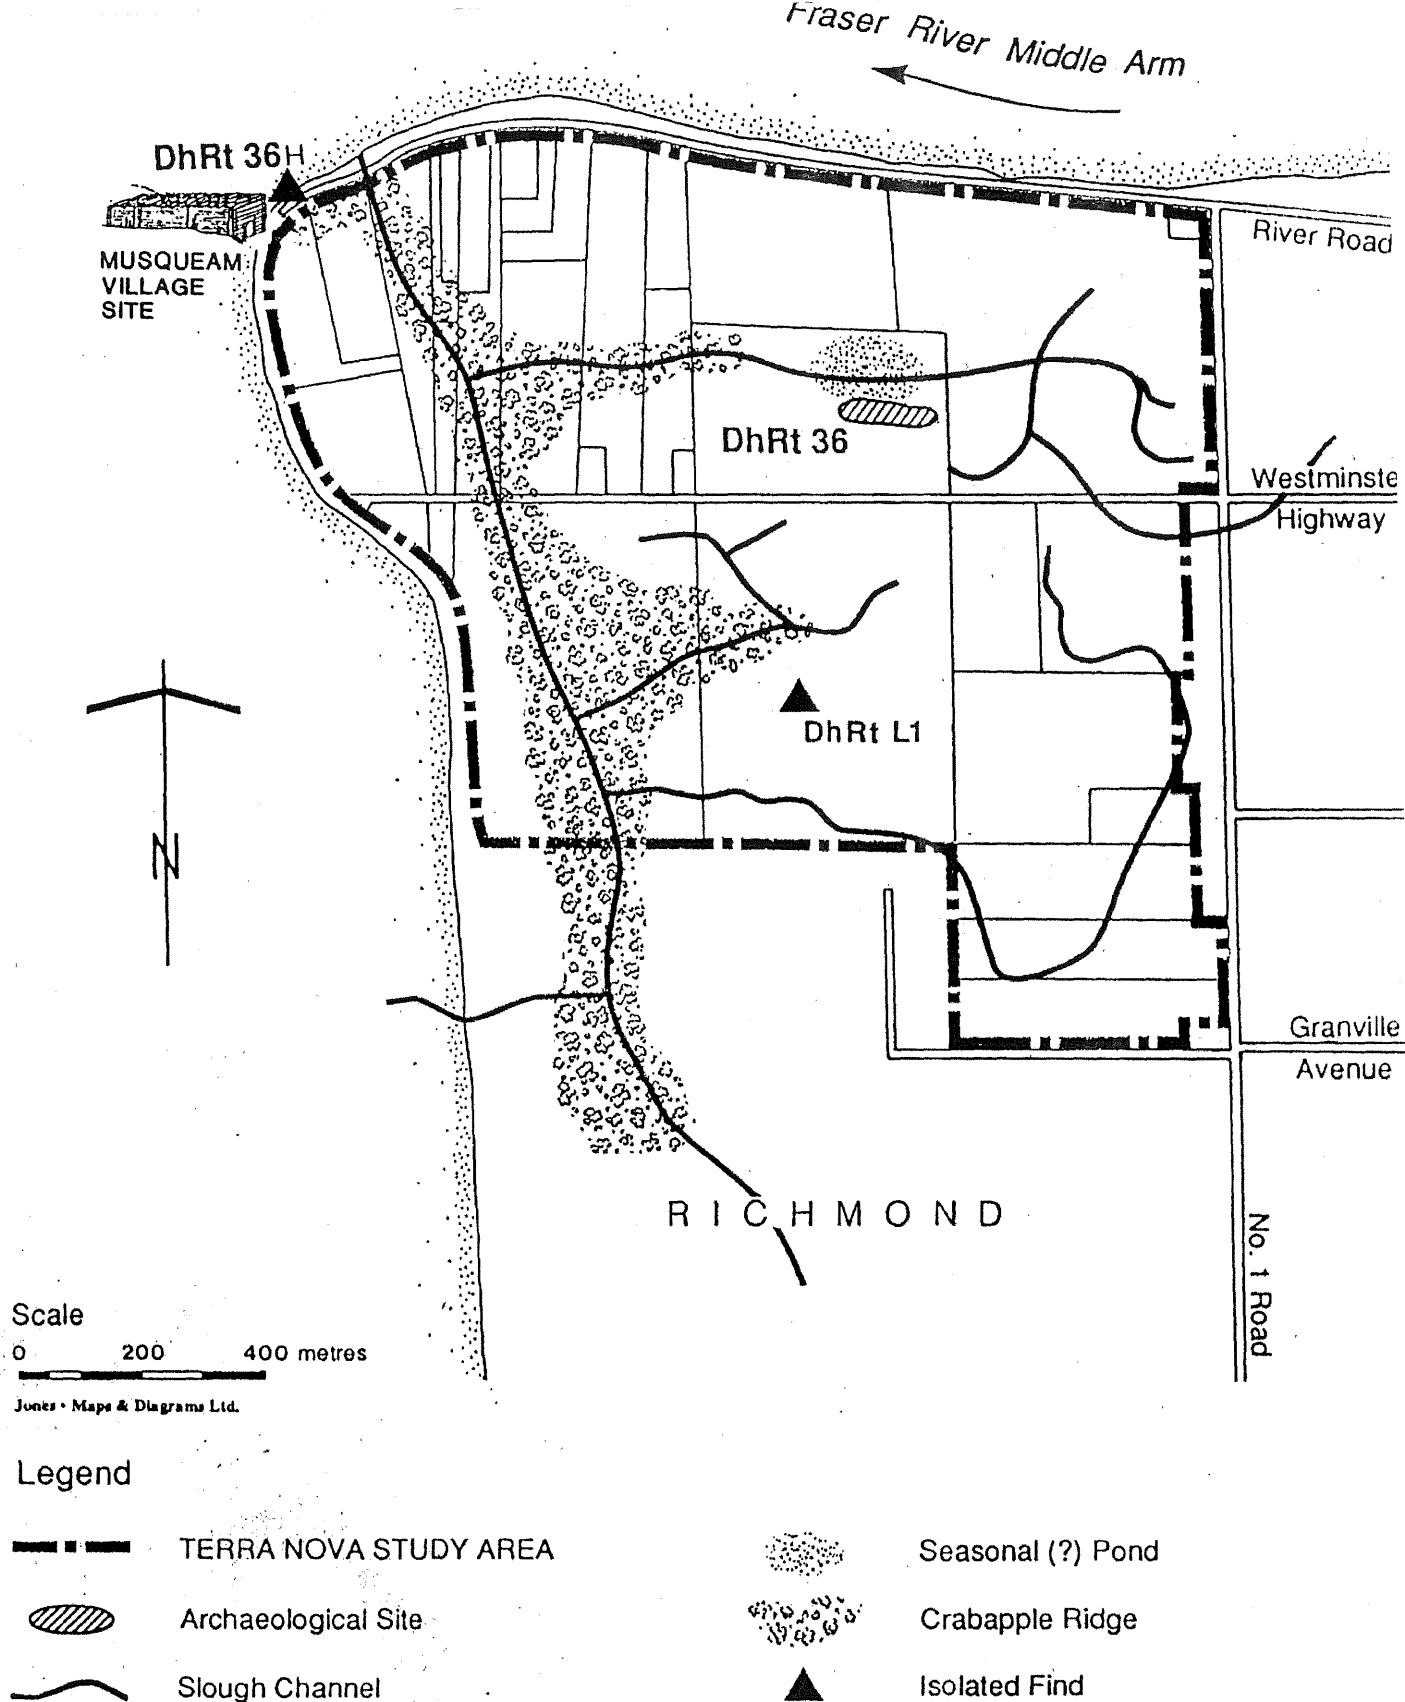 Fraser River Middle Arm
DhRt 36H
MUSQUEAM
VILLAGE
SITE
River Road
DhRt 36
Westminste
Highway
DhRt L1
N
Granville
Avenue
RICHMOND
No. 1 Road
Scale
0 200 400 metres
Jones • Maps & Diagrams Ltd.
Legend
TERRA NOVA STUDY AREA
Seasonal (?) Pond
Archaeological Site
Crabapple Ridge
Slough Channel
Isolated Find